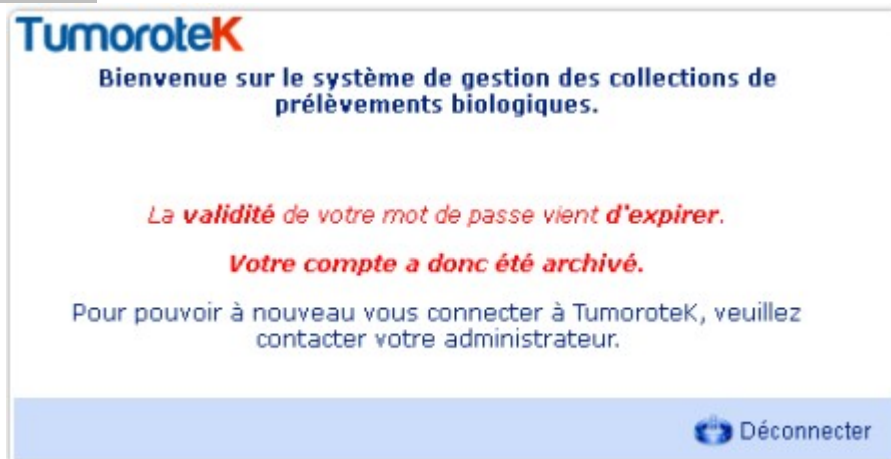 TumoroteK
Bienvenue sur le système de gestion des collections de
prélèvements biologiques.
La validité de votre mot de passe vient d'expirer.
Votre compte a donc été archivé.
Pour pouvoir à nouveau vous connecter à TumoroteK, veuillez
contacter votre administrateur.
Déconnecter